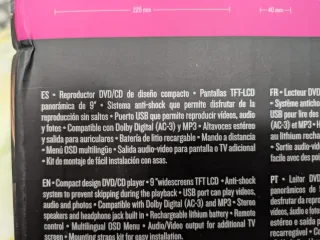 225 mm
40 mm
ES • Reproductor DVD/CD de diseño compacto • Pantallas TFT-LCD
panorámica de 9” • Sistema anti-shock que permite disfrutar de la
reproducción sin saltos • Puerto USB que permite reproducir vídeos, audio
y fotos • Compatible con Dolby Digital (AC-3) y MP3 • Altavoces estéreo
y salida para auriculares • Batería de litio recargable • Mando a distancia
• Menú OSD multilingüe • Salida audio-vídeo para pantalla o TV adicional
• Kit de montaje de fácil instalación con asas.
EN • Compact design DVD/CD player • 9 "widescreens TFT LCD • Anti-shock
system to prevent skipping during the playback • USB port can play videos,
audio and photos • Compatible with Dolby Digital (AC-3) and MP3 • Stereo
speakers and headphone jack built in • Rechargeable lithium battery • Remote
control • Multilingual OSD Menu • Audio/Video output for additional TV
screen • Mounting straps kit for easy installation.
FR • Lecteur DVD
• Système antichoc
USB pour lire des
au lithium rechar
• Sortie audio-vid
facile avec des po
PT • Leitor
panorâmicos de
desfrutar da repro